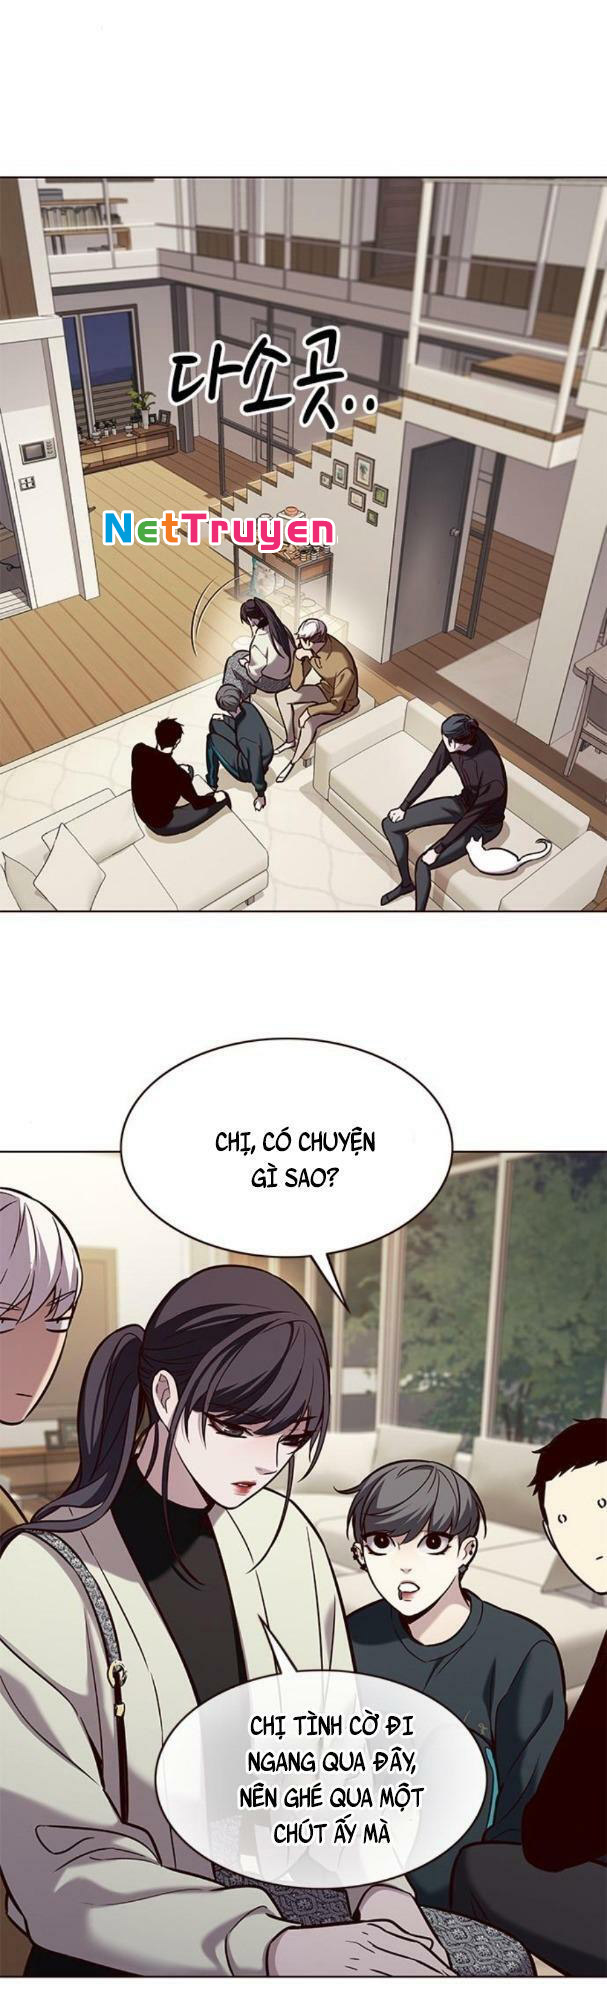 다소곳..
NetTruyen
CHỊ, CÓ CHUYỆN
GÌ SAO?
CHỊ TÌNH CỜ ĐI
NGANG QUA ĐÂY,
NÊN GHÉ QUA MỘT
CHÚT ẤY MÀ